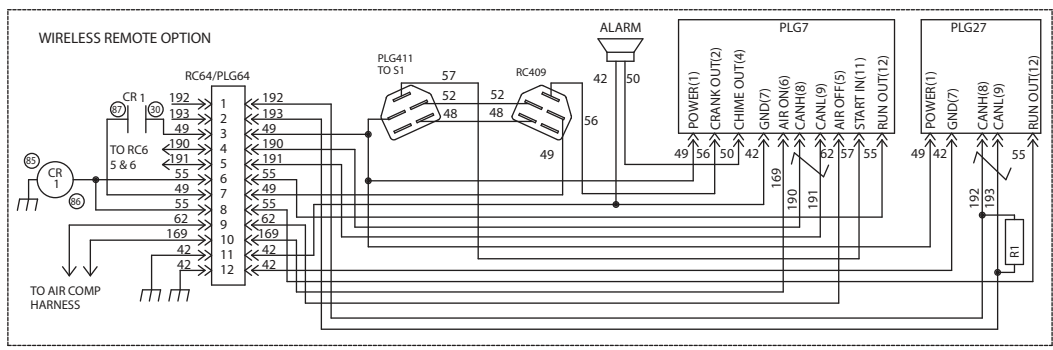 WIRELESS REMOTE OPTION
ALARM
PLG7
PLG27
PLG411
TO S1
RC409
RC64/PLG64
57
42
50
52
52
48
48
56
49
POWER(1)
CRANK OUT(2)
CHIME OUT(4)
GND(7)
AIR ON(6)
CANH(8)
CANL(9)
AIR OFF(5)
START IN(11)
RUN OUT(12)
POWER(1)
GND(7)
CANH(8)
CANL(9)
RUN OUT(12)
49 56 50 42
62 57 55
49 42
55
169
190
191
192
193
R1
87
CR 1
30
TO RC6
5 & 6
85
CR
1
86
192 1 192
193 2 193
49 3 49
190 4 190
191 5 191
55 6 55
49 7 49
55 8 55
62 9 62
169 10 169
42 11 42
42 12 42
TO AIR COMP
HARNESS